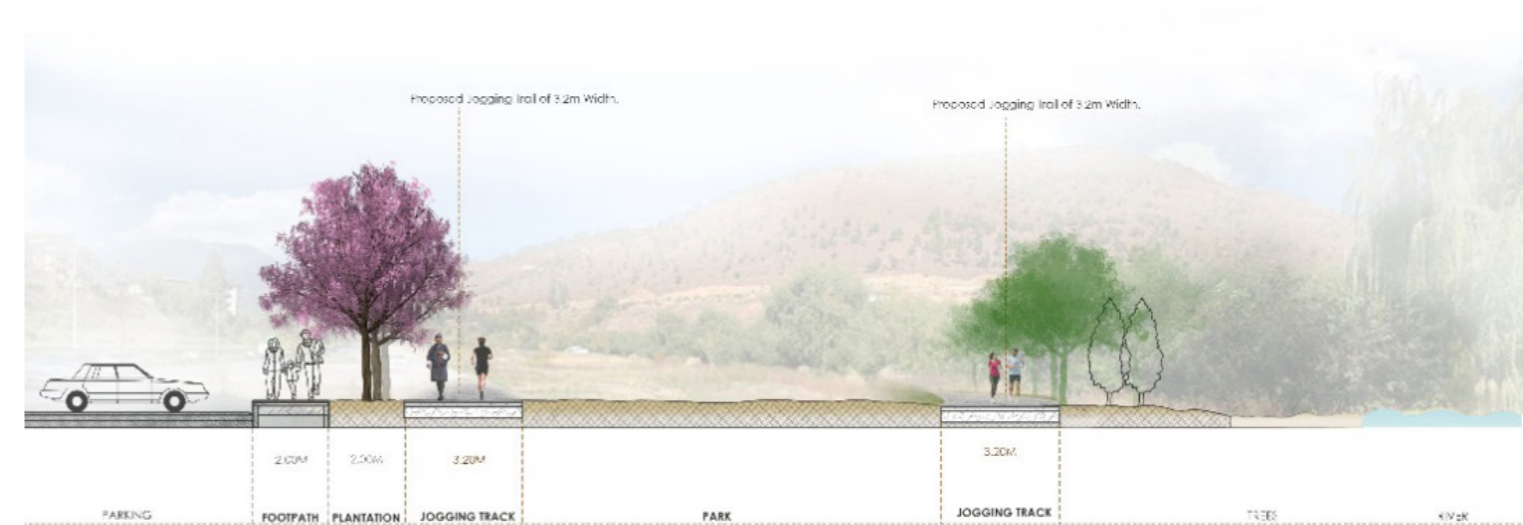 Proposed Jogging Trail of 3.2m Width.
Proposed Jogging Trail of 3.2m Width.
2.00M
2.00M
3.20M
3.20M
PARKING
FOOTPATH
PLANTATION
JOGGING TRACK
PARK
JOGGING TRACK
TREES
RIVER